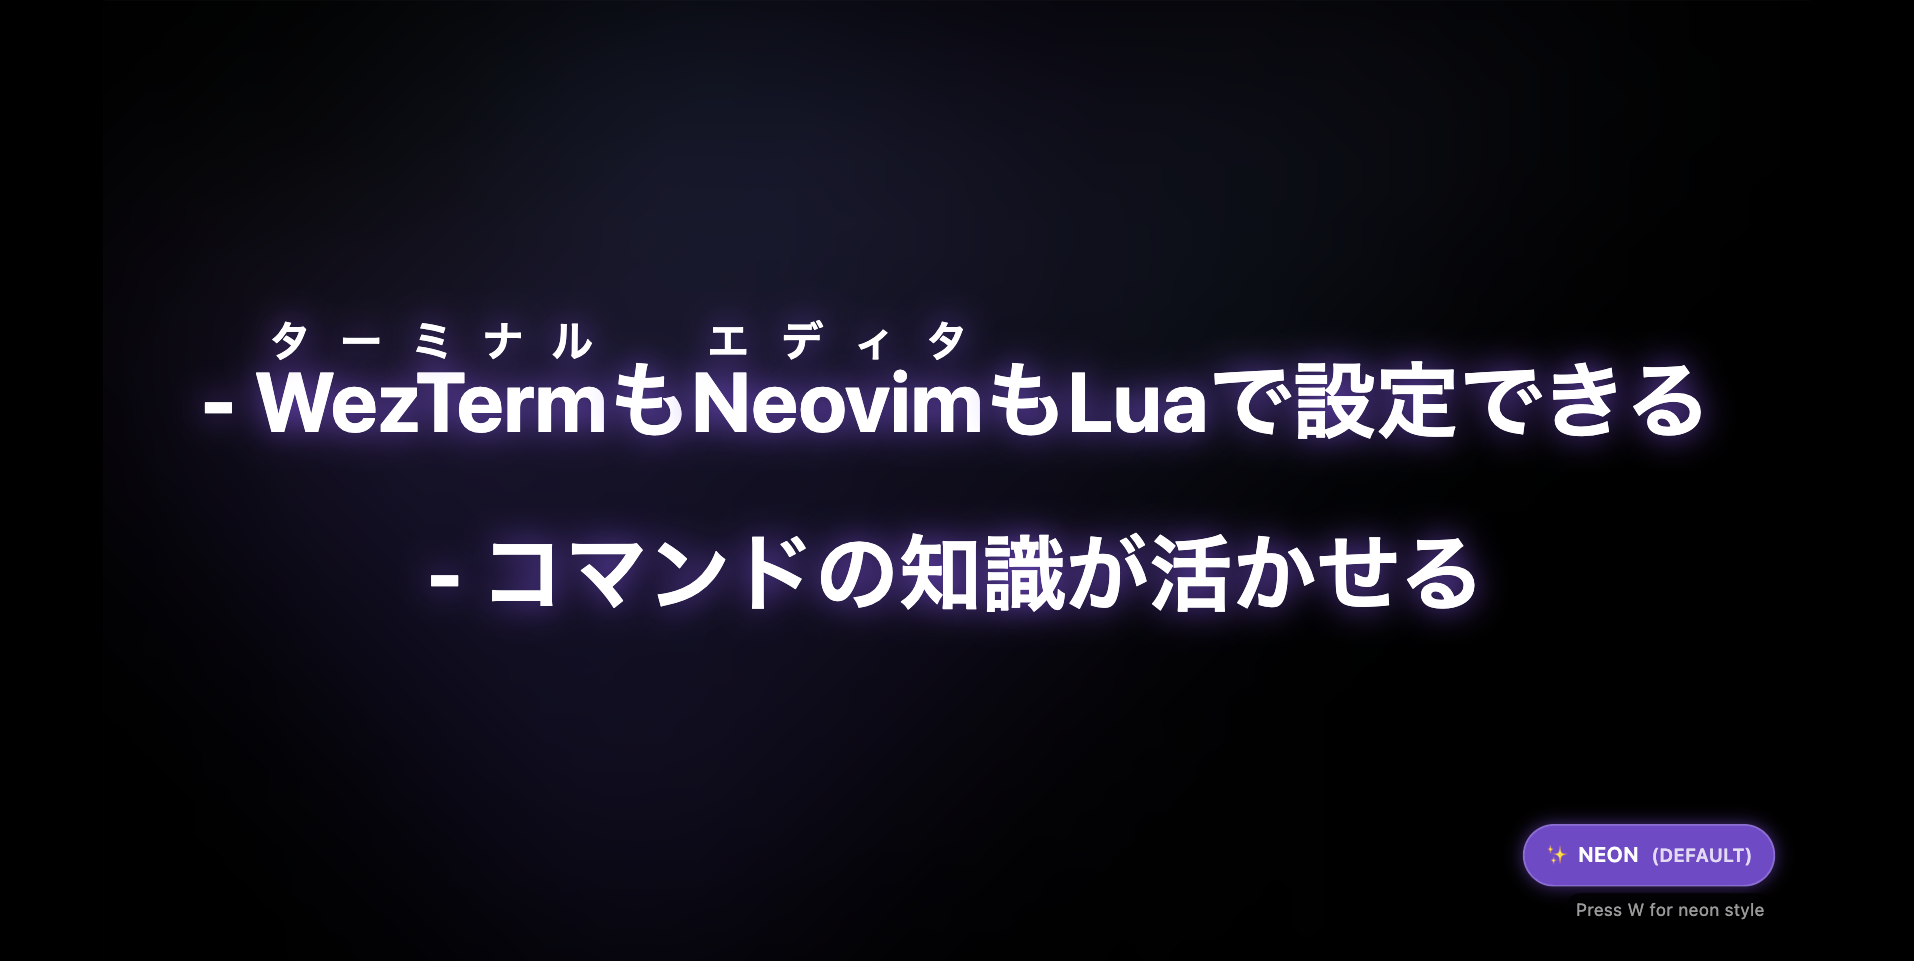 ターミナル エディタ
- WezTermもNeovimもLuaで設定できる
- コマンドの知識が活かせる
✨ NEON (DEFAULT)
Press W for neon style